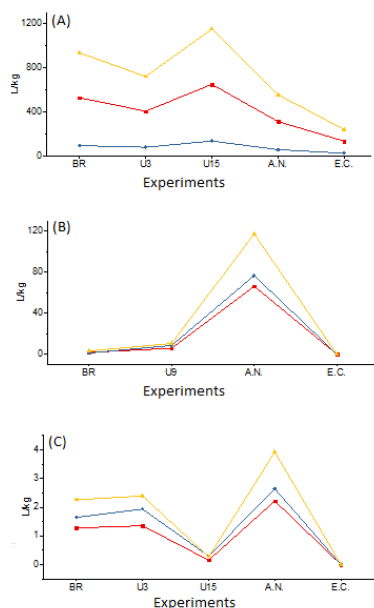 (A)
1200
800
400
0
L/kg
BR U3 U15 A.N. E.C.
Experiments
(B)
120
80
40
0
L/kg
BR U9 A.N. E.C.
Experiments
(C)
4
3
2
1
0
L/kg
BR U3 U15 A.N. E.C.
Experiments